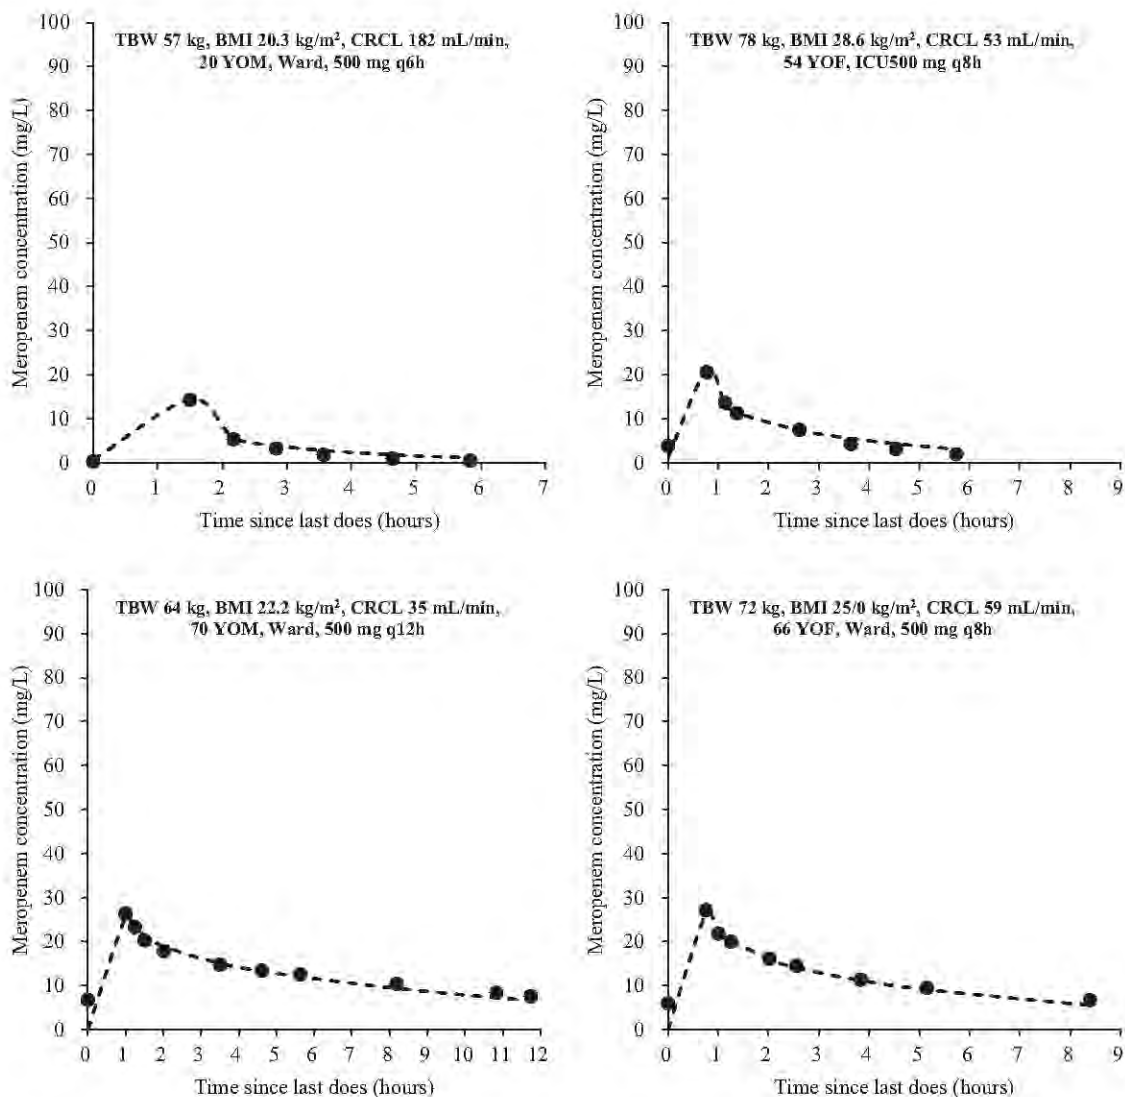 TBW 57 kg, BMI 20.3 kg/m², CRCL 182 mL/min,
20 YOM, Ward, 500 mg q6h
Meropenem concentration (mg/L)
100
90
80
70
60
50
40
30
20
10
0
0 1 2 3 4 5 6 7
Time since last does (hours)
TBW 78 kg, BMI 28.6 kg/m², CRCL 53 mL/min,
54 YOF, ICU500 mg q8h
Meropenem concentration (mg/L)
100
90
80
70
60
50
40
30
20
10
0
0 1 2 3 4 5 6 7 8 9
Time since last does (hours)
TBW 64 kg, BMI 22.2 kg/m², CRCL 35 mL/min,
70 YOM, Ward, 500 mg q12h
Meropenem concentration (mg/L)
100
90
80
70
60
50
40
30
20
10
0
0 1 2 3 4 5 6 7 8 9 10 11 12
Time since last does (hours)
TBW 72 kg, BMI 25/0 kg/m², CRCL 59 mL/min,
66 YOF, Ward, 500 mg q8h
Meropenem concentration (mg/L)
100
90
80
70
60
50
40
30
20
10
0
0 1 2 3 4 5 6 7 8 9
Time since last does (hours)